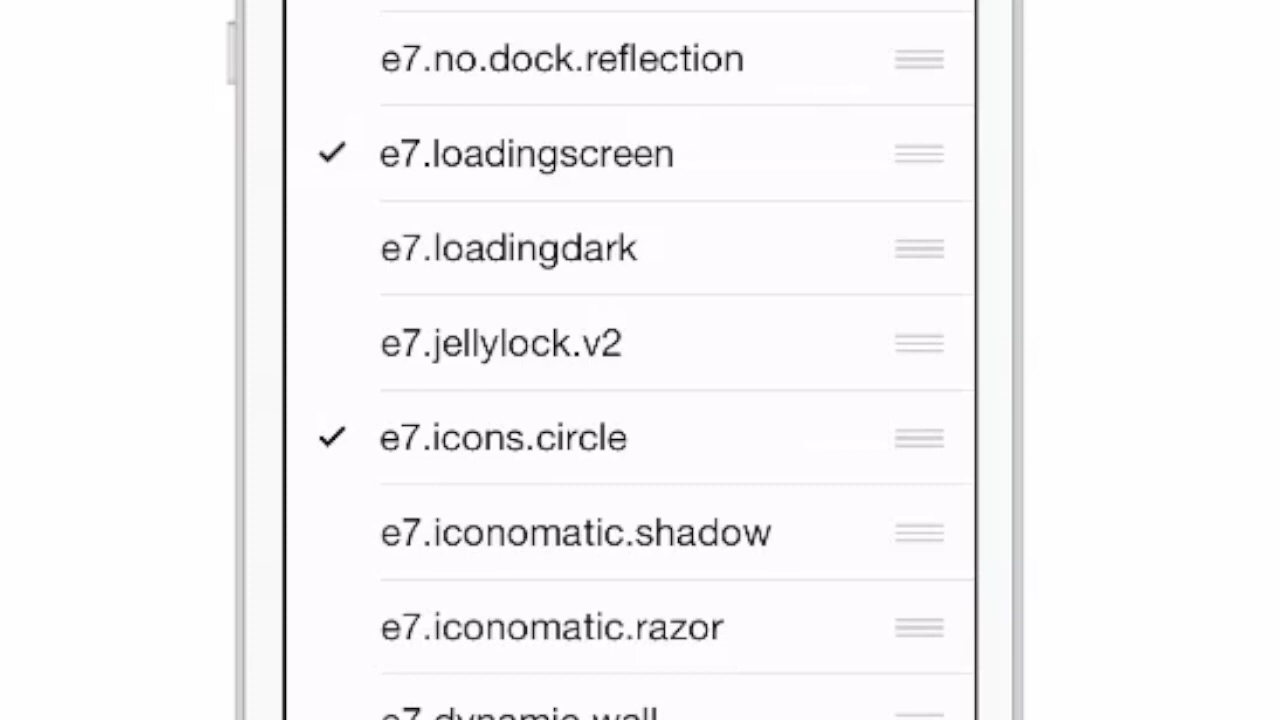 e7.no.dock.reflection
e7.loadingscreen
e7.loadingdark
e7.jellylock.v2
e7.icons.circle
e7.iconomatic.shadow
e7.iconomatic.razor
e7.dynamic.wall